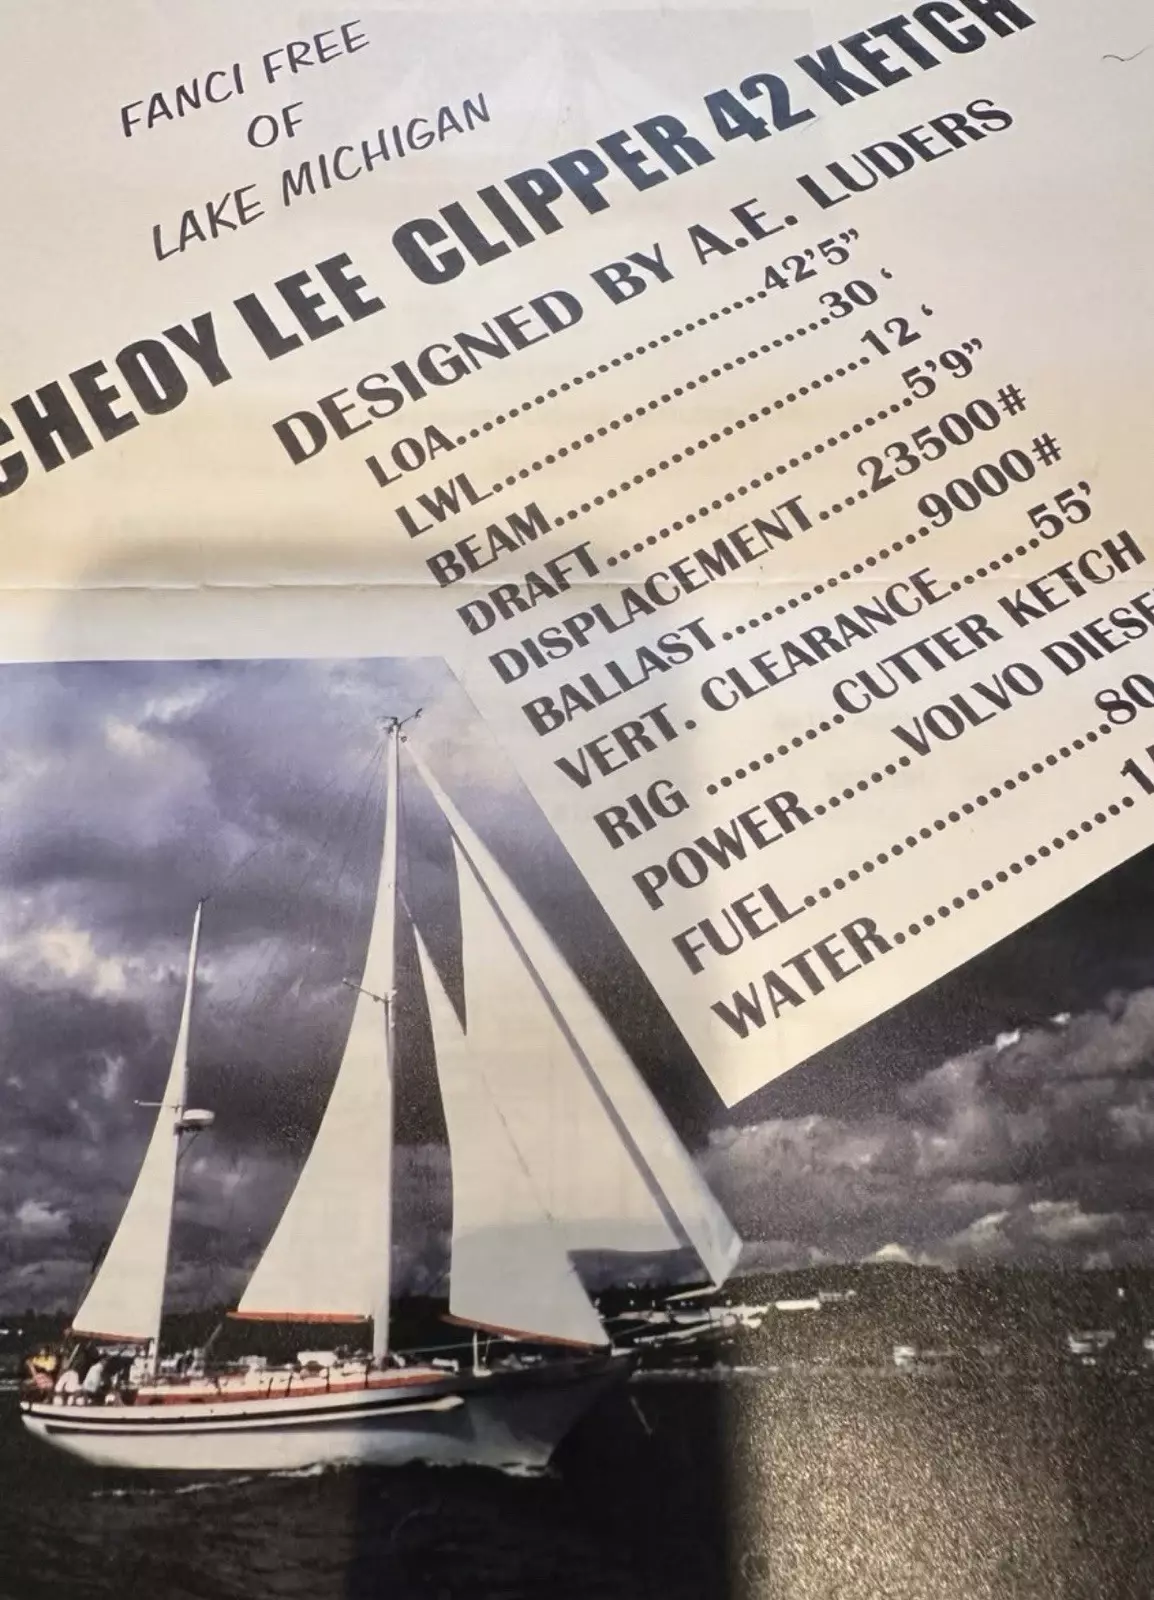 FANCI FREE
OF
LAKE MICHIGAN
CHEOY LEE CLIPPER 42 KETCH
DESIGNED BY A.E. LUDERS
LOA..............................42'5"
LWL..............................30 '
BEAM............................12 '
DRAFT...........................5'9"
DISPLACEMENT....23500#
BALLAST.................9000#
VERT. CLEARANCE.......55'
RIG ..........CUTTER KETCH
POWER.......VOLVO
FUEL.........................
WATER.....................